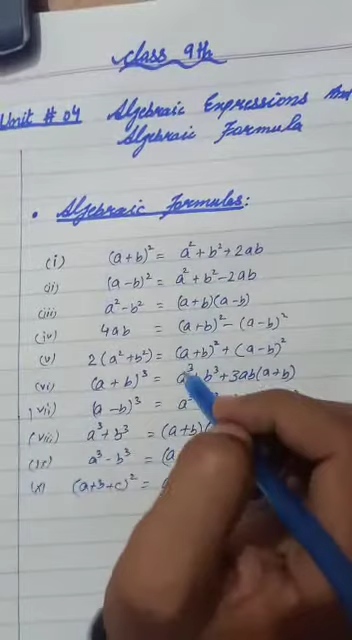 Class 9th
Unit # 04 Algebraic Expressions And
Algebraic Formula
• Algebraic Formulas:
(i) (a+b)² = a²+b²+2ab
(ii) (a-b)² = a²+b²-2ab
(iii) a²-b² = (a+b)(a-b)
(iv) 4ab = (a+b)²-(a-b)²
(v) 2(a²+b²) = (a+b)²+(a-b)²
(vi) (a+b)³ = a³+b³+3ab(a+b)
(vii) (a-b)³ =
(viii) a³+b³ = (a+b)
(ix) a³-b³ =
(x) (a+b+c)² =